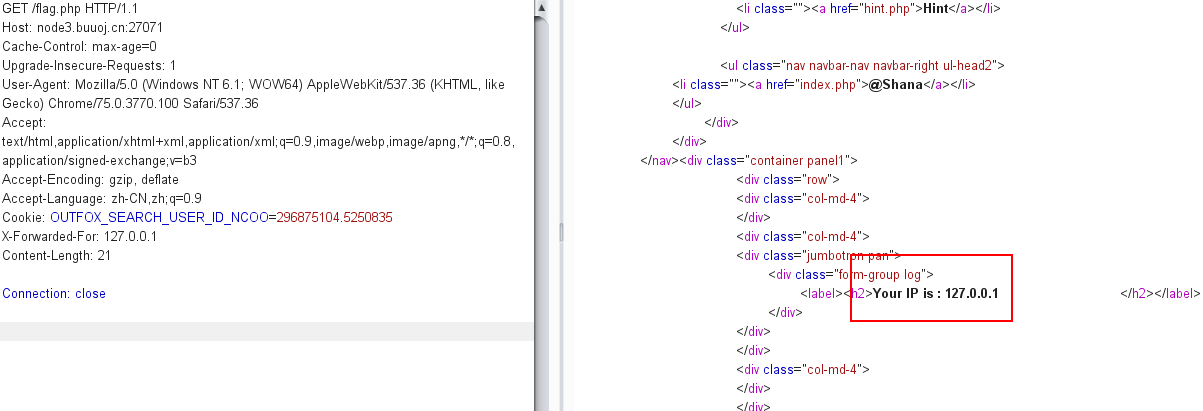 GET /flag.php HTTP/1.1
Host: node3.buuoj.cn:27071
Cache-Control: max-age=0
Upgrade-Insecure-Requests: 1
User-Agent: Mozilla/5.0 (Windows NT 6.1; WOW64) AppleWebKit/537.36 (KHTML, like
Gecko) Chrome/75.0.3770.100 Safari/537.36
Accept:
text/html,application/xhtml+xml,application/xml;q=0.9,image/webp,image/apng,*/*;q=0.8,
application/signed-exchange;v=b3
Accept-Encoding: gzip, deflate
Accept-Language: zh-CN,zh;q=0.9
Cookie: OUTFOX_SEARCH_USER_ID_NCOO=296875104.5250835
X-Forwarded-For: 127.0.0.1
Content-Length: 21
Connection: close
<li class=""><a href="hint.php">Hint</a></li>
</ul>
<ul class="nav navbar-nav navbar-right ul-head2">
<li class=""><a href="index.php">@Shana</a></li>
</ul>
</div>
</div>
</nav><div class="container panel1">
<div class="row">
<div class="col-md-4">
</div>
<div class="col-md-4">
<div class="jumbotron pan">
<div class="form-group log">
<label><h2>Your IP is : 127.0.0.1 </h2></label>
</div>
</div>
</div>
<div class="col-md-4">
</div>
</div>